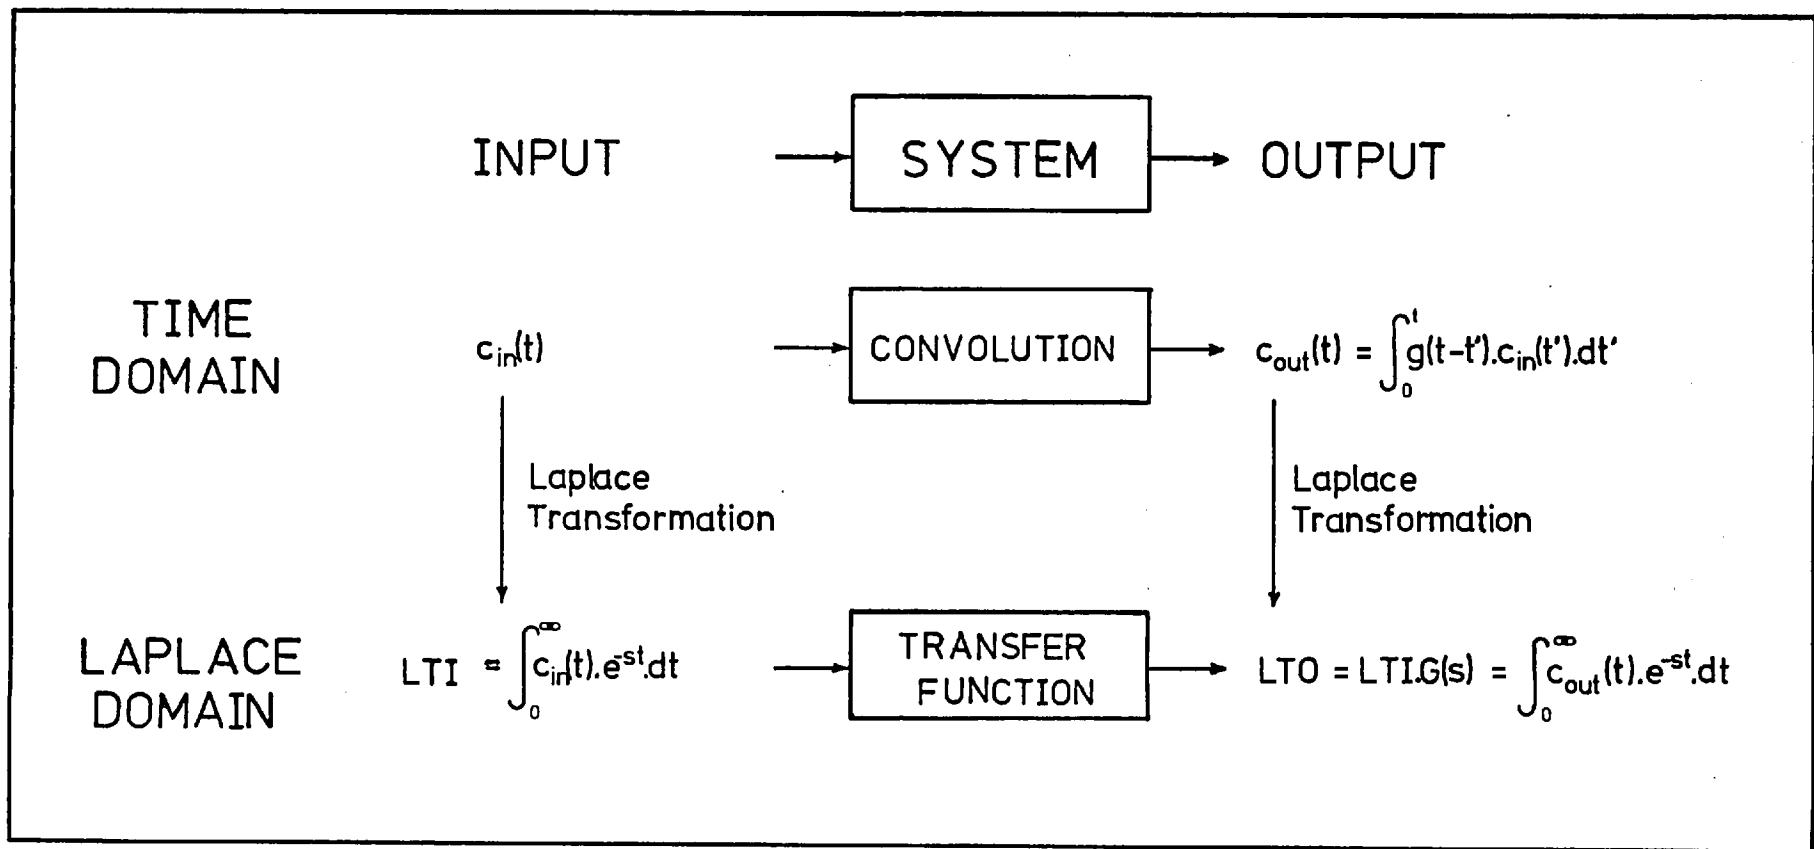 INPUT SYSTEM OUTPUT
TIME
DOMAIN
c_in(t) CONVOLUTION c_out(t) = ∫_0^t g(t-t').c_in(t').dt'
Laplace
Transformation
Laplace
Transformation
LAPLACE
DOMAIN
LTI = ∫_0^∞ c_in(t).e^-st.dt
TRANSFER
FUNCTION
LTO = LTI.G(s) = ∫_0^∞ c_out(t).e^-st.dt